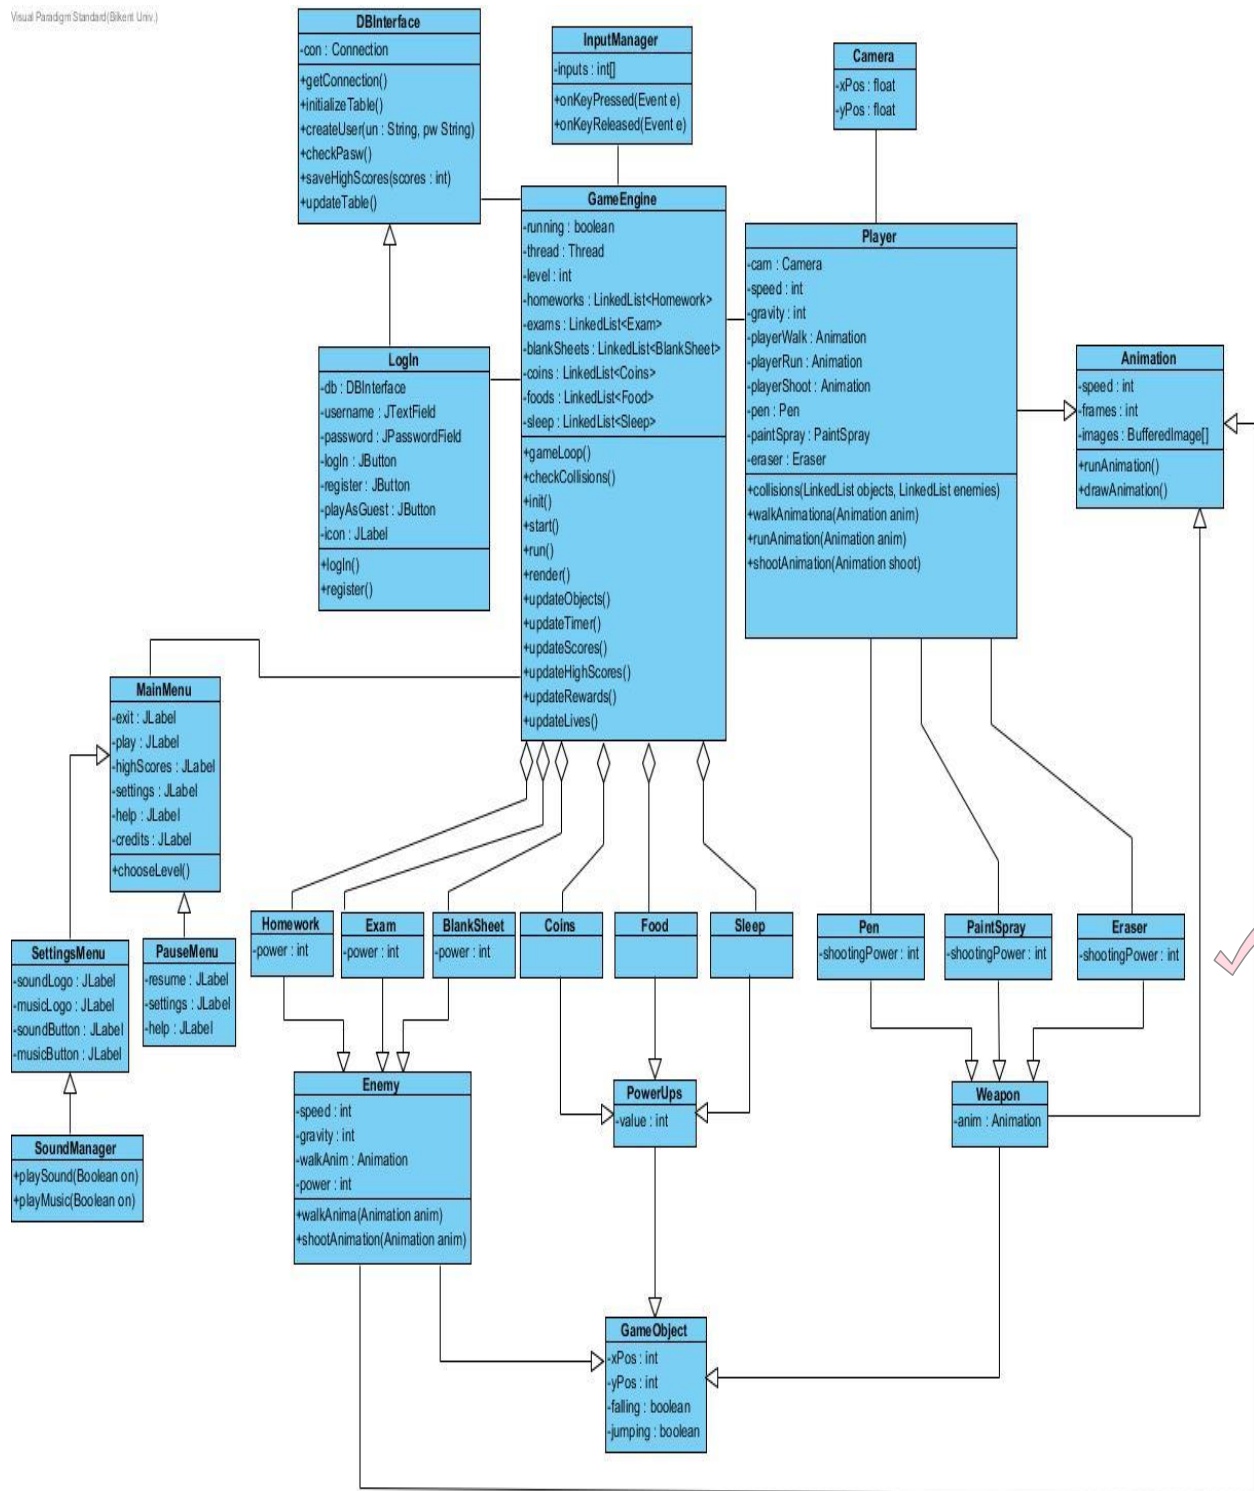 Visual Paradigm Standard(Bilkent Univ.)
DBInterface
-con : Connection
+getConnection()
+initializeTable()
+createUser(un : String, pw String)
+checkPasw()
+saveHighScores(scores : int)
+updateTable()
InputManager
-inputs : int[]
+onKeyPressed(Event e)
+onKeyReleased(Event e)
Camera
-xPos : float
-yPos : float
GameEngine
-running : boolean
-thread : Thread
-level : int
-homeworks : LinkedList<Homework>
-exams : LinkedList<Exam>
-blankSheets : LinkedList<BlankSheet>
-coins : LinkedList<Coins>
-foods : LinkedList<Food>
-sleep : LinkedList<Sleep>
+gameLoop()
+checkCollisions()
+init()
+start()
+run()
+render()
+updateObjects()
+updateTimer()
+updateScores()
+updateHighScores()
+updateRewards()
+updateLives()
Player
-cam : Camera
-speed : int
-gravity : int
-playerWalk : Animation
-playerRun : Animation
-playerShoot : Animation
-pen : Pen
-paintSpray : PaintSpray
-eraser : Eraser
+collisions(LinkedList objects, LinkedList enemies)
+walkAnimationa(Animation anim)
+runAnimation(Animation anim)
+shootAnimation(Animation shoot)
Animation
-speed : int
-frames : int
-images : BufferedImage[]
+runAnimation()
+drawAnimation()
LogIn
-db : DBInterface
-username : JTextField
-password : JPasswordField
-logIn : JButton
-register : JButton
-playAsGuest : JButton
-icon : JLabel
+logIn()
+register()
MainMenu
-exit : JLabel
-play : JLabel
-highScores : JLabel
-settings : JLabel
-help : JLabel
-credits : JLabel
+chooseLevel()
SettingsMenu
-soundLogo : JLabel
-musicLogo : JLabel
-soundButton : JLabel
-musicButton : JLabel
PauseMenu
-resume : JLabel
-settings : JLabel
-help : JLabel
SoundManager
+playSound(Boolean on)
+playMusic(Boolean on)
Homework
-power : int
Exam
-power : int
BlankSheet
-power : int
Coins
Food
Sleep
Pen
-shootingPower : int
PaintSpray
-shootingPower : int
Eraser
-shootingPower : int
Enemy
-speed : int
-gravity : int
-walkAnim : Animation
-power : int
+walkAnima(Animation anim)
+shootAnimation(Animation anim)
PowerUps
-value : int
Weapon
-anim : Animation
GameObject
-xPos : int
-yPos : int
-falling : boolean
-jumping : boolean